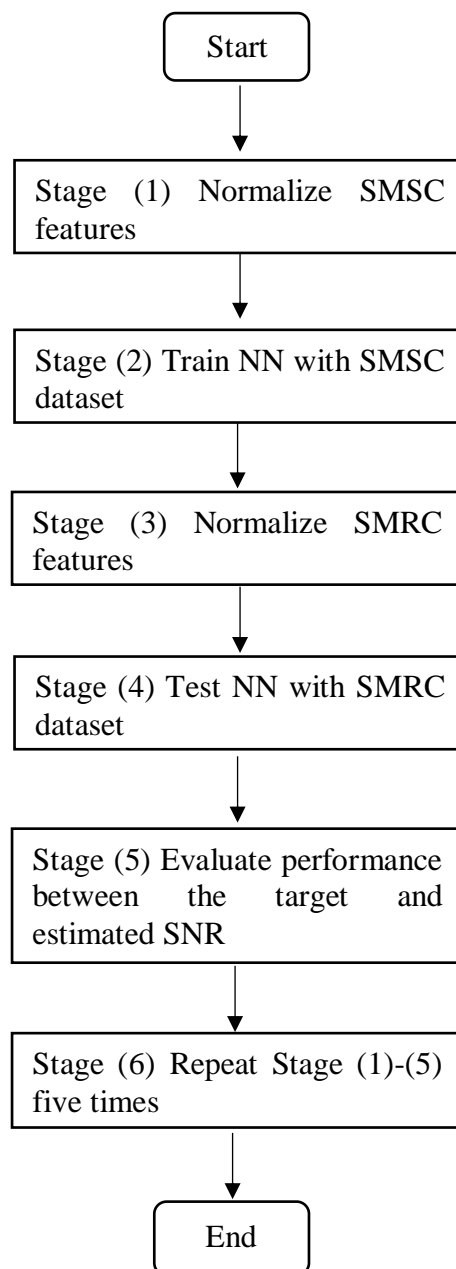 Start
Stage (1) Normalize SMSC
features
Stage (2) Train NN with SMSC
dataset
Stage (3) Normalize SMRC
features
Stage (4) Test NN with SMRC
dataset
Stage (5) Evaluate performance
between the target and
estimated SNR
Stage (6) Repeat Stage (1)-(5)
five times
End